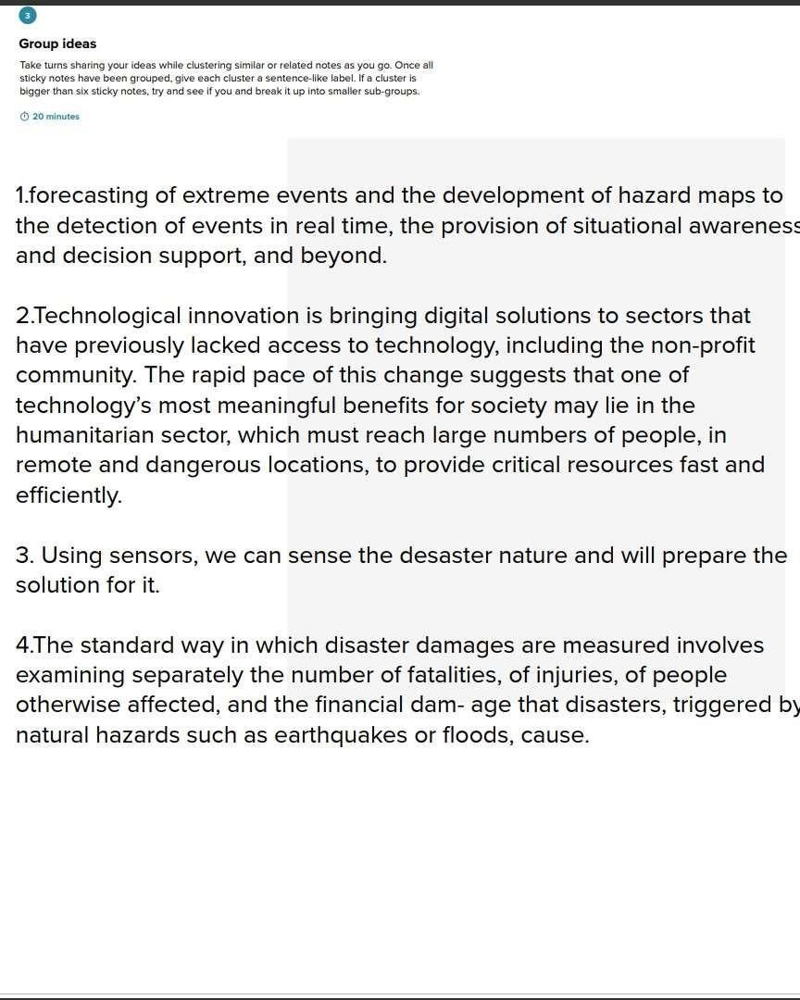 3
Group ideas
Take turns sharing your ideas while clustering similar or related notes as you go. Once all
sticky notes have been grouped, give each cluster a sentence-like label. If a cluster is
bigger than six sticky notes, try and see if you and break it up into smaller sub-groups.
20 minutes
1.forecasting of extreme events and the development of hazard maps to
the detection of events in real time, the provision of situational awareness
and decision support, and beyond.
2.Technological innovation is bringing digital solutions to sectors that
have previously lacked access to technology, including the non-profit
community. The rapid pace of this change suggests that one of
technology’s most meaningful benefits for society may lie in the
humanitarian sector, which must reach large numbers of people, in
remote and dangerous locations, to provide critical resources fast and
efficiently.
3. Using sensors, we can sense the desaster nature and will prepare the
solution for it.
4.The standard way in which disaster damages are measured involves
examining separately the number of fatalities, of injuries, of people
otherwise affected, and the financial dam- age that disasters, triggered by
natural hazards such as earthquakes or floods, cause.